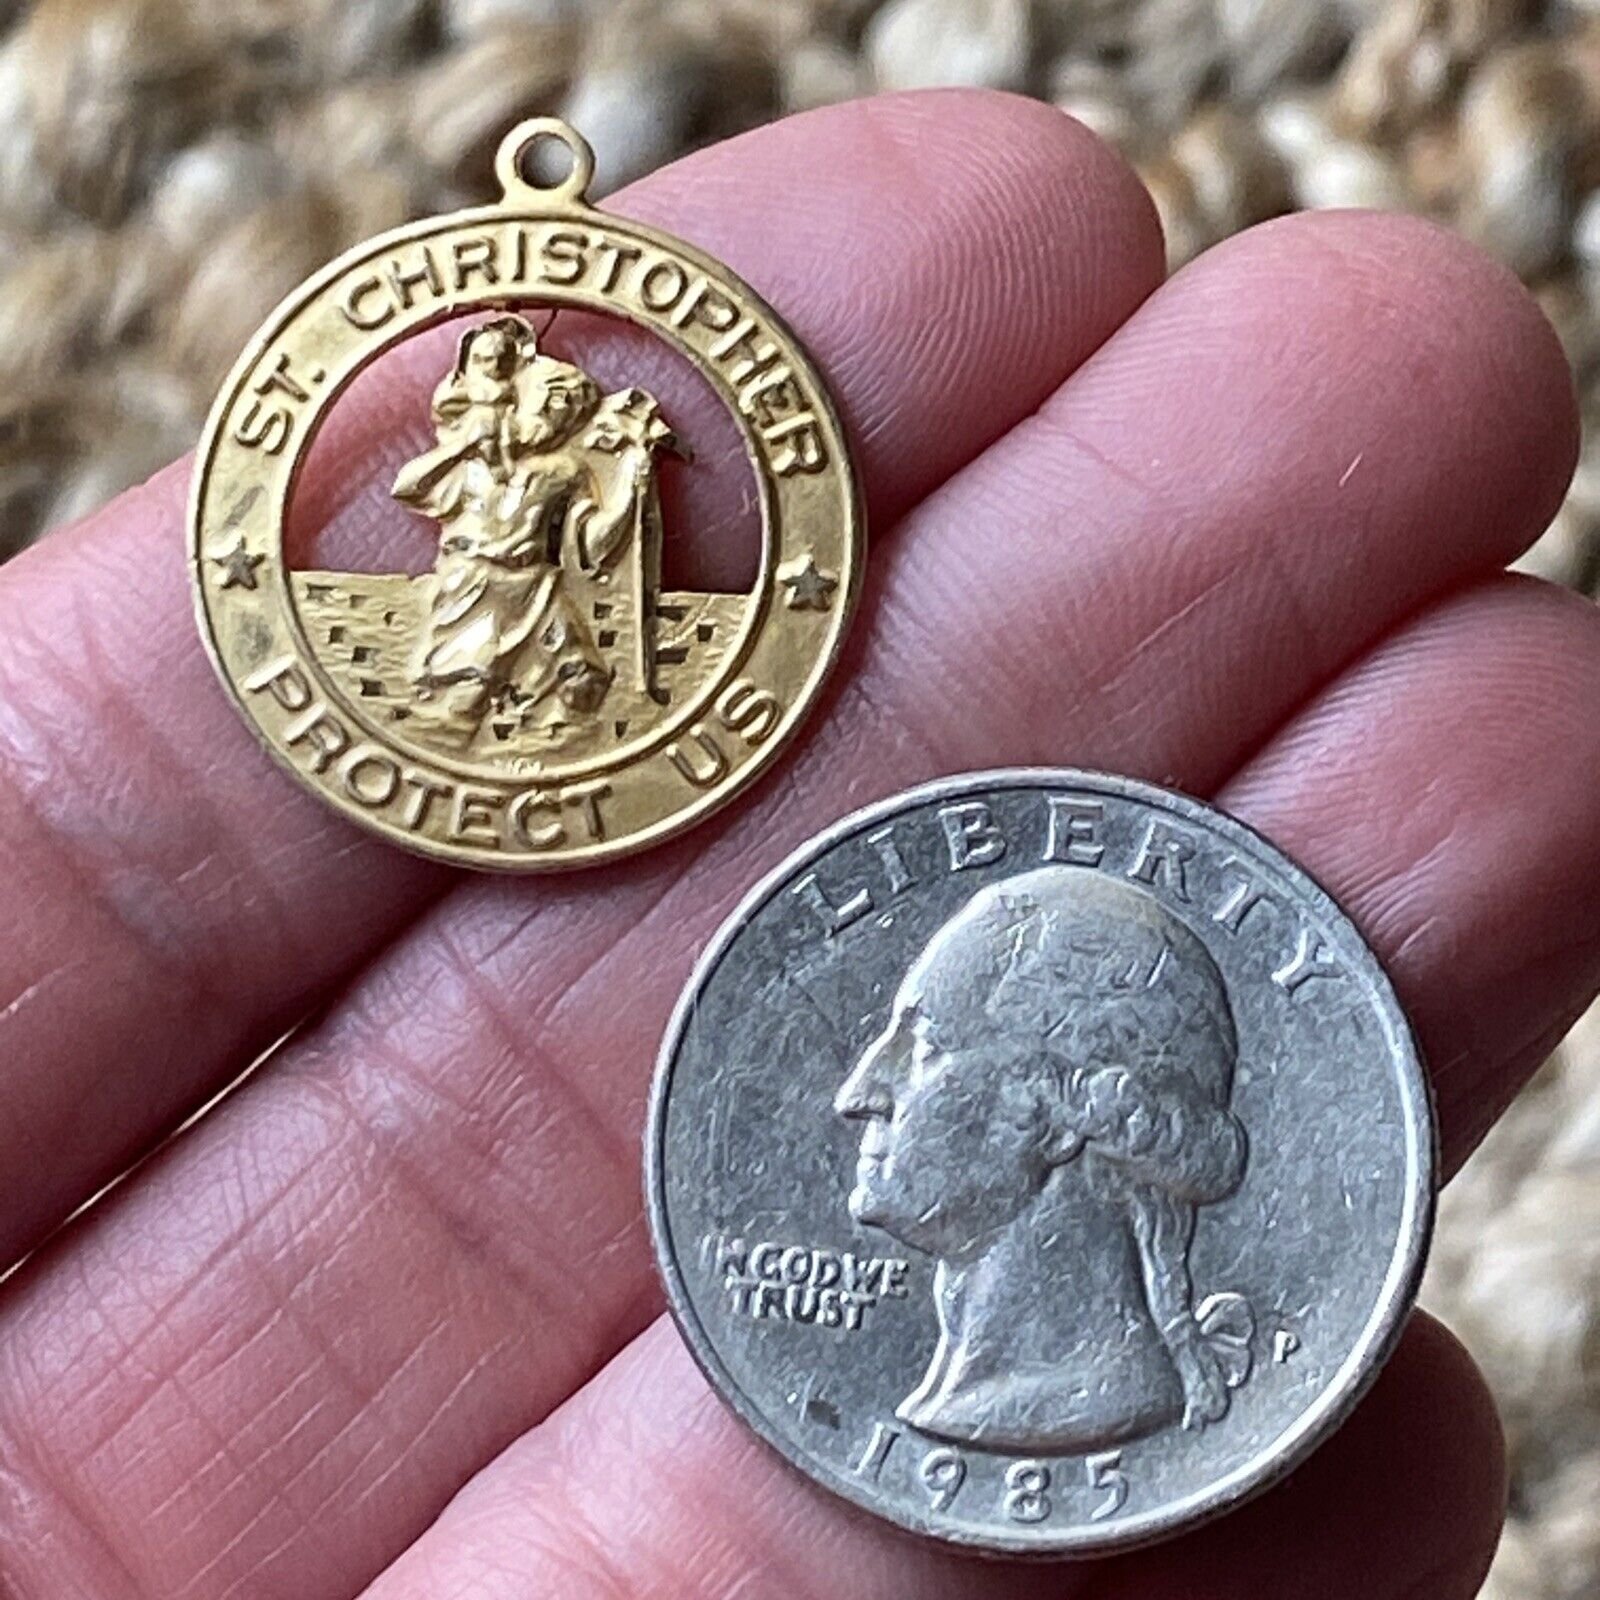 ST. CHRISTOPHER
PROTECT US
LIBERTY
IN GOD WE
TRUST
P
1985